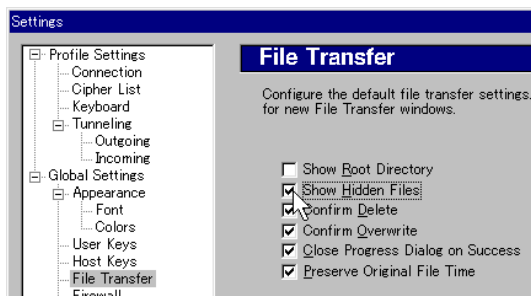 Settings
Profile Settings
Connection
Cipher List
Keyboard
Tunneling
Outgoing
Incoming
Global Settings
Appearance
Font
Colors
User Keys
Host Keys
File Transfer
Firewall
File Transfer
Configure the default file transfer settings.
for new File Transfer windows.
Show Root Directory
Show Hidden Files
Confirm Delete
Confirm Overwrite
Close Progress Dialog on Success
Preserve Original File Time